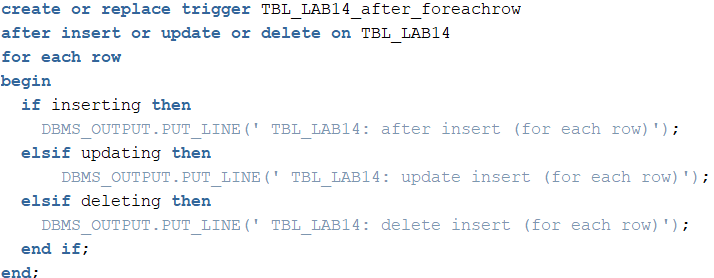 create or replace trigger TBL_LAB14_after_foreachrow
after insert or update or delete on TBL_LAB14
for each row
begin
  if inserting then
    DBMS_OUTPUT.PUT_LINE(' TBL_LAB14: after insert (for each row)');
  elsif updating then
      DBMS_OUTPUT.PUT_LINE(' TBL_LAB14: update insert (for each row)');
  elsif deleting then
    DBMS_OUTPUT.PUT_LINE(' TBL_LAB14: delete insert (for each row)');
  end if;
end;